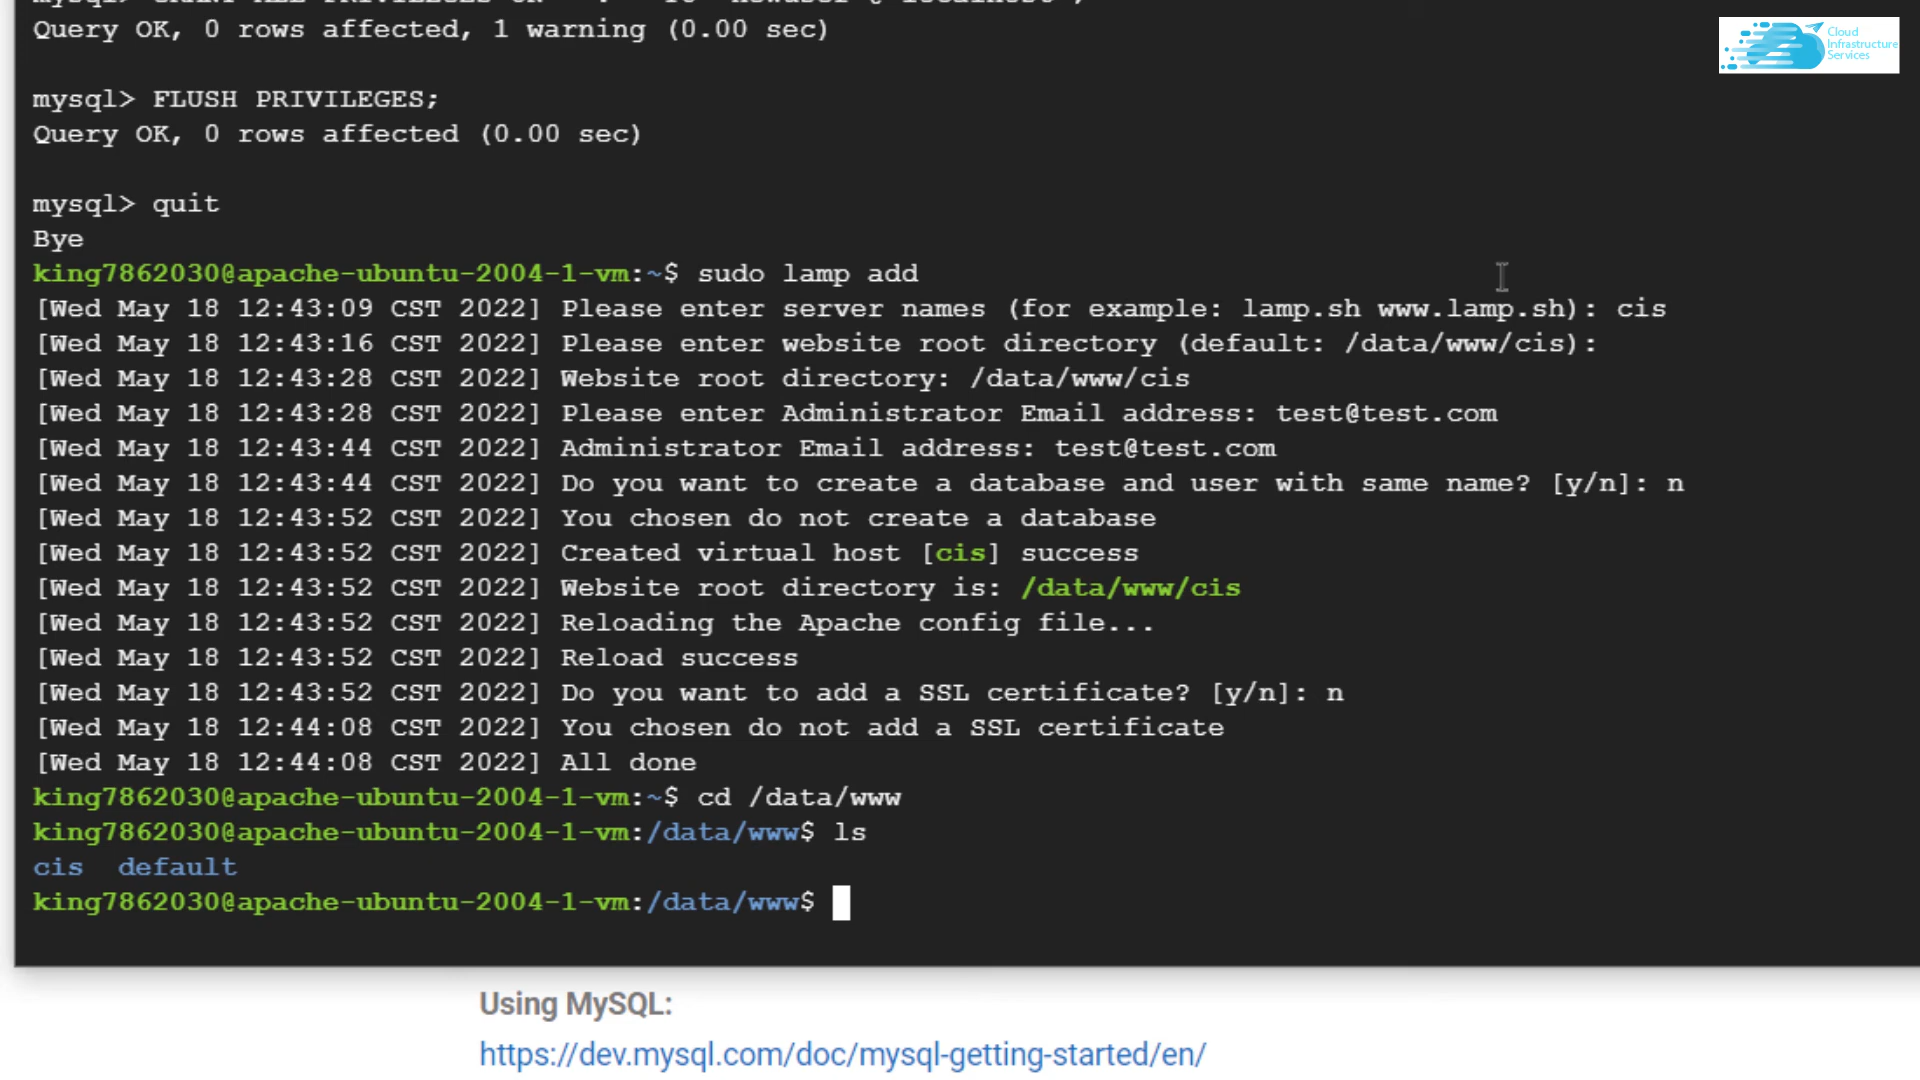 Query OK, 0 rows affected, 1 warning (0.00 sec)
Cloud
Infrastructure
Services
mysql> FLUSH PRIVILEGES;
Query OK, 0 rows affected (0.00 sec)
mysql> quit
Bye
king7862030@apache-ubuntu-2004-1-vm:~$ sudo lamp add
[Wed May 18 12:43:09 CST 2022] Please enter server names (for example: lamp.sh www.lamp.sh): cis
[Wed May 18 12:43:16 CST 2022] Please enter website root directory (default: /data/www/cis):
[Wed May 18 12:43:28 CST 2022] Website root directory: /data/www/cis
[Wed May 18 12:43:28 CST 2022] Please enter Administrator Email address: test@test.com
[Wed May 18 12:43:44 CST 2022] Administrator Email address: test@test.com
[Wed May 18 12:43:44 CST 2022] Do you want to create a database and user with same name? [y/n]: n
[Wed May 18 12:43:52 CST 2022] You chosen do not create a database
[Wed May 18 12:43:52 CST 2022] Created virtual host [cis] success
[Wed May 18 12:43:52 CST 2022] Website root directory is: /data/www/cis
[Wed May 18 12:43:52 CST 2022] Reloading the Apache config file...
[Wed May 18 12:43:52 CST 2022] Reload success
[Wed May 18 12:43:52 CST 2022] Do you want to add a SSL certificate? [y/n]: n
[Wed May 18 12:44:08 CST 2022] You chosen do not add a SSL certificate
[Wed May 18 12:44:08 CST 2022] All done
king7862030@apache-ubuntu-2004-1-vm:~$ cd /data/www
king7862030@apache-ubuntu-2004-1-vm:/data/www$ ls
cis  default
king7862030@apache-ubuntu-2004-1-vm:/data/www$
Using MySQL:
https://dev.mysql.com/doc/mysql-getting-started/en/